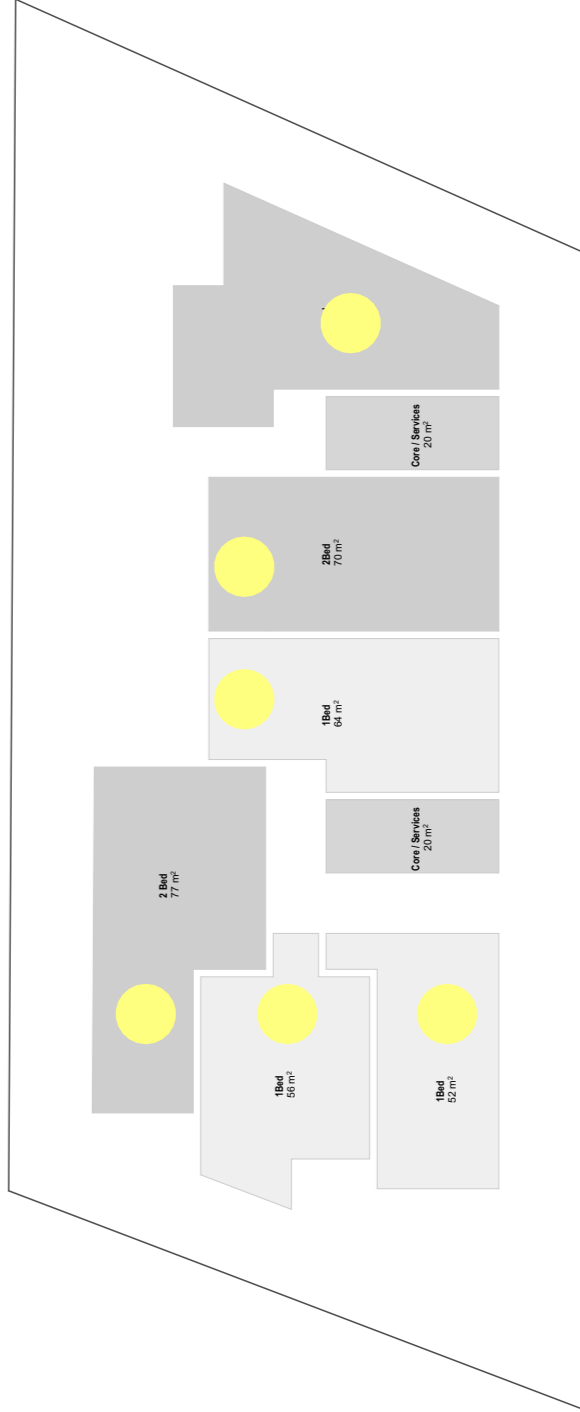 Core / Services
20 m²
2Bed
70 m²
1Bed
64 m²
Core / Services
20 m²
2 Bed
77 m²
1Bed
56 m²
1Bed
52 m²